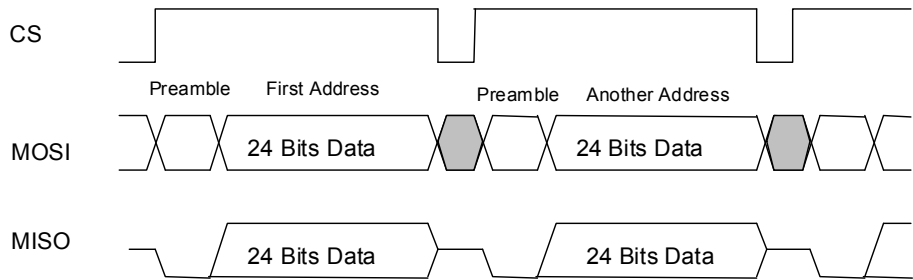 CS
Preamble First Address Preamble Another Address
MOSI 24 Bits Data 24 Bits Data
MISO 24 Bits Data 24 Bits Data